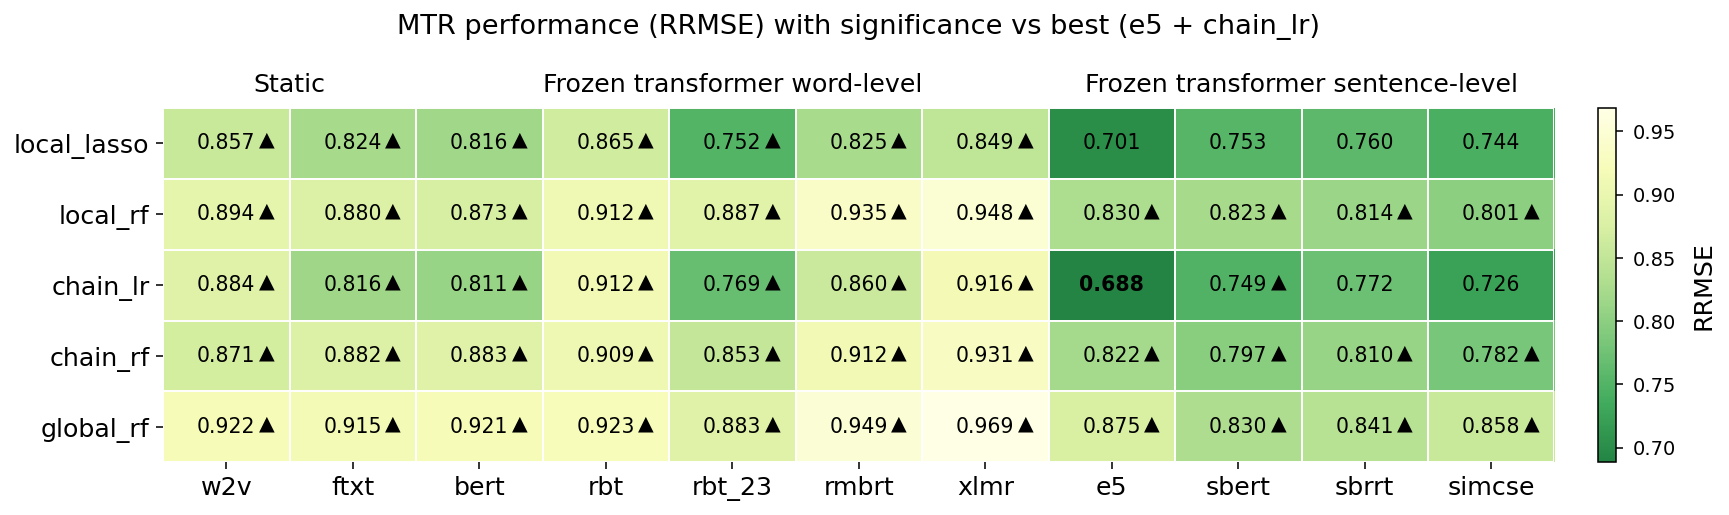 MTR performance (RRMSE) with significance vs best (e5 + chain_lr)
Static Frozen transformer word-level Frozen transformer sentence-level
local_lasso 0.857▲ 0.824▲ 0.816▲ 0.865▲ 0.752▲ 0.825▲ 0.849▲ 0.701 0.753 0.760 0.744
local_rf 0.894▲ 0.880▲ 0.873▲ 0.912▲ 0.887▲ 0.935▲ 0.948▲ 0.830▲ 0.823▲ 0.814▲ 0.801▲
chain_lr 0.884▲ 0.816▲ 0.811▲ 0.912▲ 0.769▲ 0.860▲ 0.916▲ 0.688 0.749▲ 0.772 0.726
chain_rf 0.871▲ 0.882▲ 0.883▲ 0.909▲ 0.853▲ 0.912▲ 0.931▲ 0.822▲ 0.797▲ 0.810▲ 0.782▲
global_rf 0.922▲ 0.915▲ 0.921▲ 0.923▲ 0.883▲ 0.949▲ 0.969▲ 0.875▲ 0.830▲ 0.841▲ 0.858▲
w2v ftxt bert rbt rbt_23 rmbrt xlmr e5 sbert sbrrt simcse
0.95
0.90
0.85
0.80
0.75
0.70
RRMSE